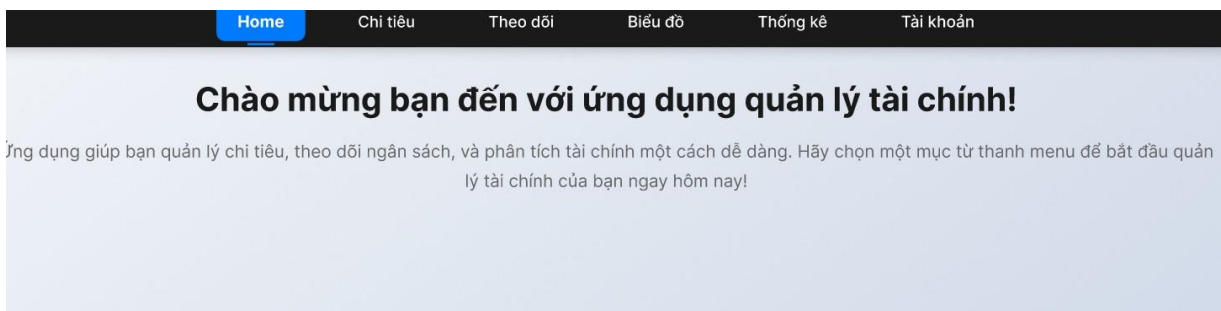 Home Chi tiêu Theo dõi Biểu đồ Thống kê Tài khoản
Chào mừng bạn đến với ứng dụng quản lý tài chính!
Ứng dụng giúp bạn quản lý chi tiêu, theo dõi ngân sách, và phân tích tài chính một cách dễ dàng. Hãy chọn một mục từ thanh menu để bắt đầu quản
lý tài chính của bạn ngay hôm nay!